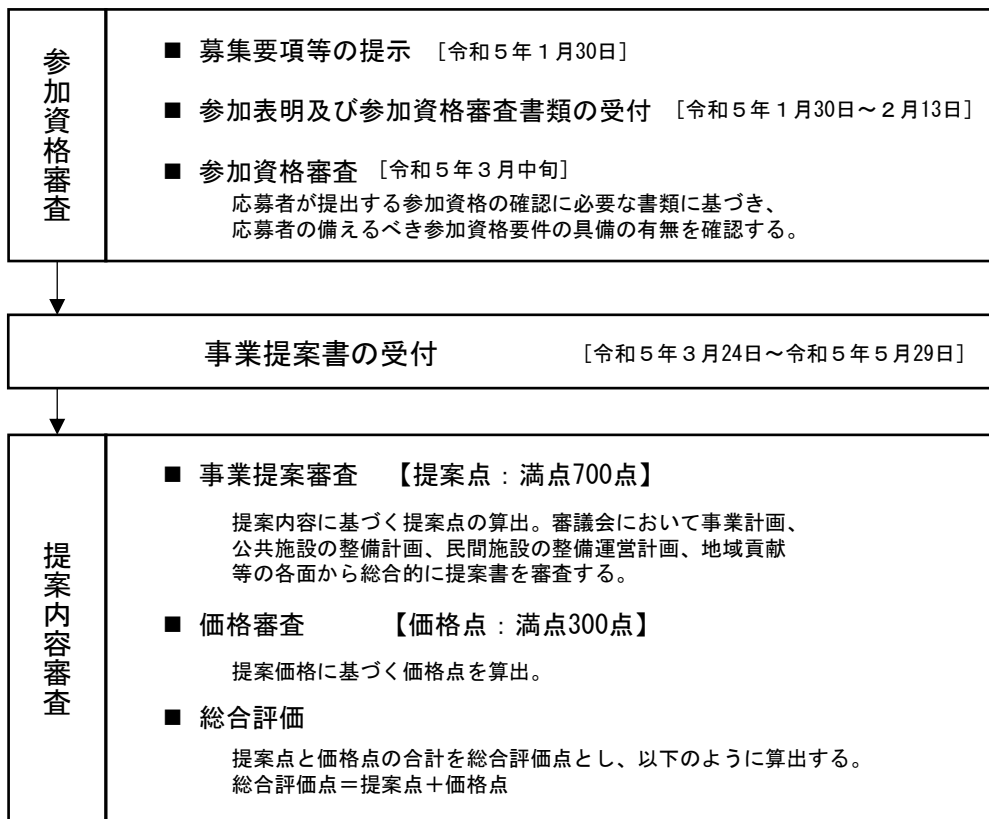 参加資格審査
■ 募集要項等の提示 [令和５年１月30日]
■ 参加表明及び参加資格審査書類の受付 [令和５年１月30日～２月13日]
■ 参加資格審査 [令和５年３月中旬]
応募者が提出する参加資格の確認に必要な書類に基づき、
応募者の備えるべき参加資格要件の具備の有無を確認する。
事業提案書の受付 [令和５年３月24日～令和５年５月29日]
提案内容審査
■ 事業提案審査 【提案点：満点700点】
提案内容に基づく提案点の算出。審議会において事業計画、
公共施設の整備計画、民間施設の整備運営計画、地域貢献
等の各面から総合的に提案書を審査する。
■ 価格審査 【価格点：満点300点】
提案価格に基づく価格点を算出。
■ 総合評価
提案点と価格点の合計を総合評価点とし、以下のように算出する。
総合評価点＝提案点＋価格点